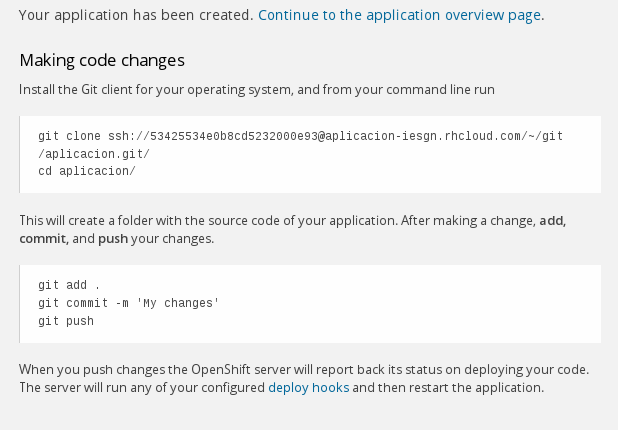 Your application has been created. Continue to the application overview page.
Making code changes
Install the Git client for your operating system, and from your command line run
git clone ssh://53425534e0b8cd5232000e93@aplicacion-iesgn.rhcloud.com/~/git
/aplicacion.git/
cd aplicacion/
This will create a folder with the source code of your application. After making a change, add,
commit, and push your changes.
git add .
git commit -m 'My changes'
git push
When you push changes the OpenShift server will report back its status on deploying your code.
The server will run any of your configured deploy hooks and then restart the application.